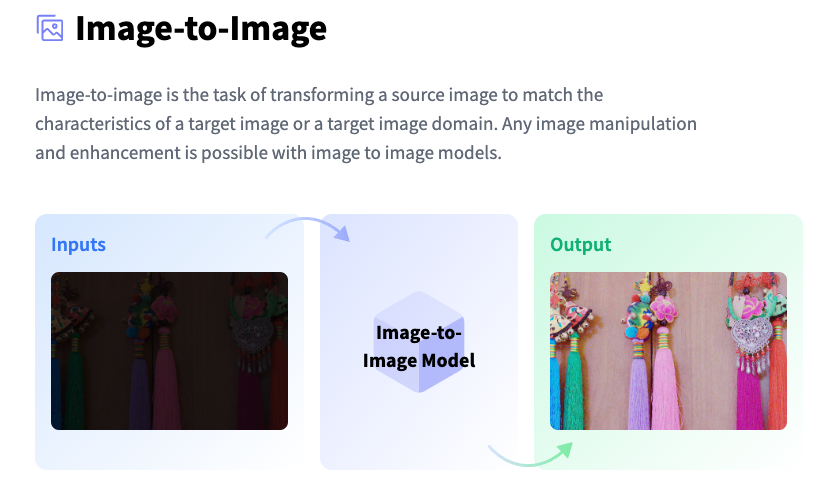 Image-to-Image
Image-to-image is the task of transforming a source image to match the
characteristics of a target image or a target image domain. Any image manipulation
and enhancement is possible with image to image models.
Inputs
Image-to-
Image Model
Output